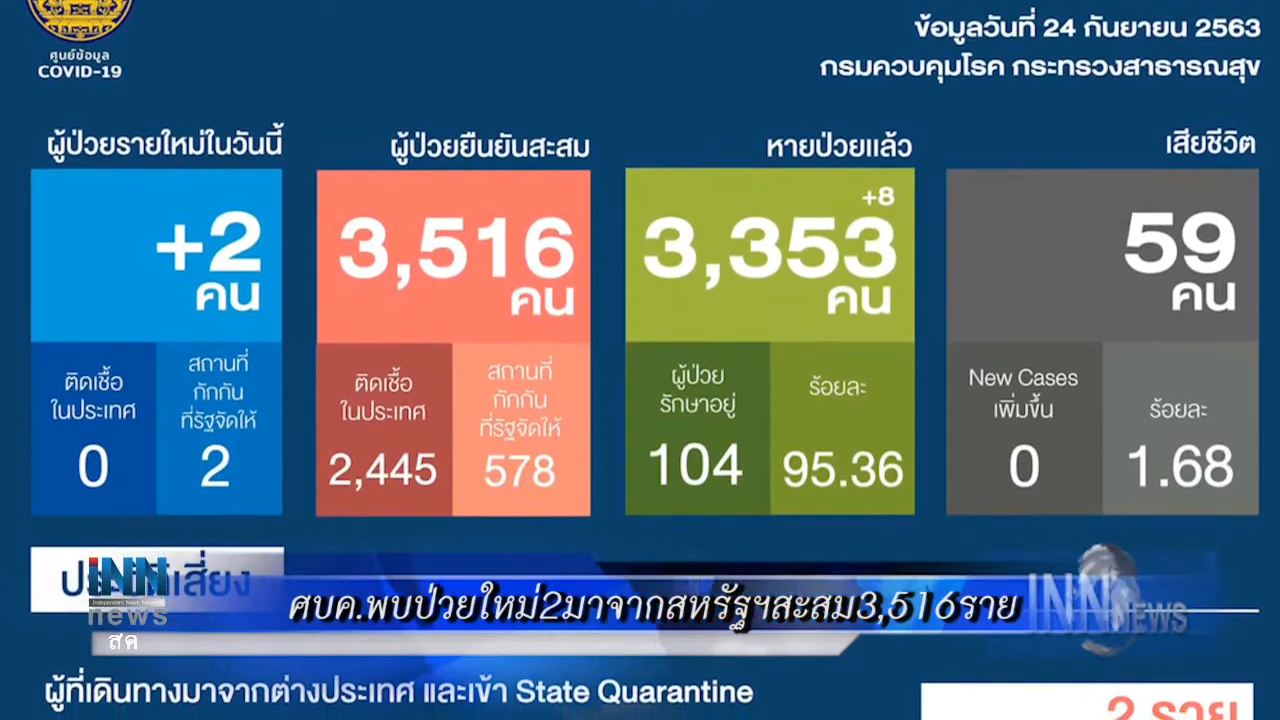 ศูนย์ข้อมูล
COVID-19
ข้อมูลวันที่ 24 กันยายน 2563
กรมควบคุมโรค กระทรวงสาธารณสุข
ผู้ป่วยรายใหม่ในวันนี้
+2
คน
ติดเชื้อ
ในประเทศ
0
สถานที่
กักกัน
ที่รัฐจัดให้
2
ผู้ป่วยยืนยันสะสม
3,516
คน
ติดเชื้อ
ในประเทศ
2,445
สถานที่
กักกัน
ที่รัฐจัดให้
578
หายป่วยแล้ว
+8
3,353
คน
ผู้ป่วย
รักษาอยู่
104
ร้อยละ
95.36
เสียชีวิต
59
คน
New Cases
เพิ่มขึ้น
0
ร้อยละ
1.68
เสี่ยง
iNN
Independent News Network
news
สด
ศบค.พบป่วยใหม่2มาจากสหรัฐฯสะสม3,516ราย
INN NEWS
ผู้ที่เดินทางมาจากต่างประเทศ และเข้า State Quarantine
2 ราย